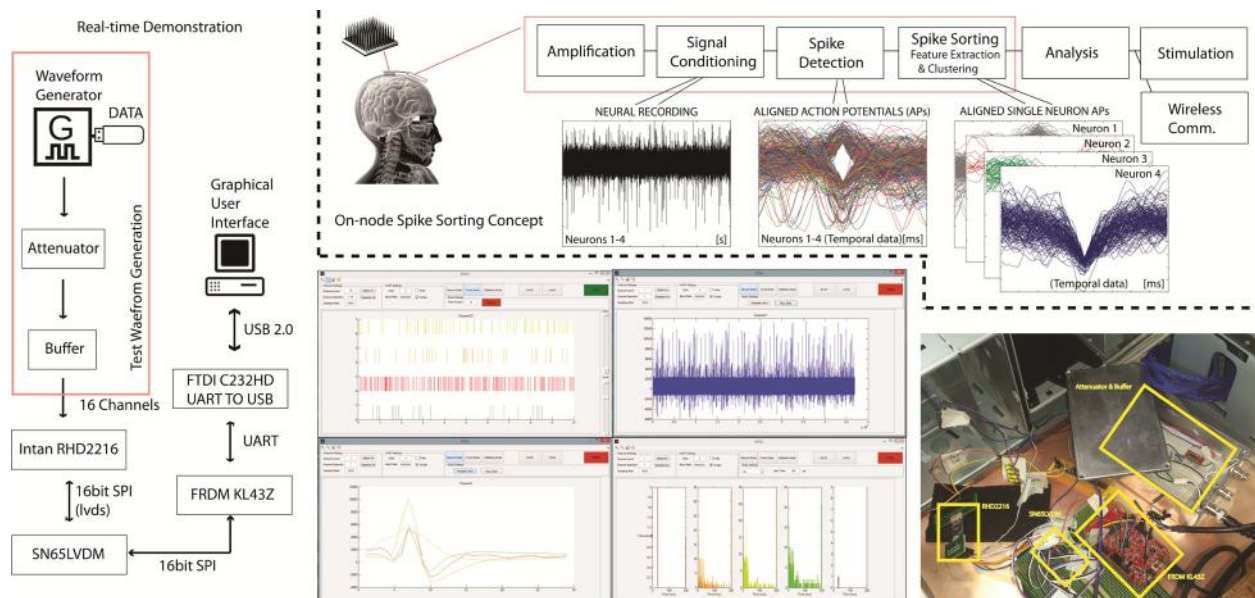 Real-time Demonstration
Waveform
Generator
DATA
G
Attenuator
Buffer
Test Waefrom Generation
16 Channels
Intan RHD2216
16bit SPI
(lvds)
SN65LVDM
16bit SPI
Graphical
User
Interface
USB 2.0
FTDI C232HD
UART TO USB
UART
FRDM KL43Z
Amplification
Signal
Conditioning
Spike
Detection
Spike Sorting
Feature Extraction
& Clustering
Analysis
Stimulation
Wireless
Comm.
NEURAL RECORDING
Neurons 1-4 [s]
ALIGNED ACTION POTENTIALS (APs)
Neurons 1-4 (Temporal data)[ms]
ALIGNED SINGLE NEURON APs
Neuron 1
Neuron 2
Neuron 3
Neuron 4
(Temporal data) [ms]
On-node Spike Sorting Concept
Attenuator & Buffer
RHD2216
SN65LVDM
FRDM KL43Z